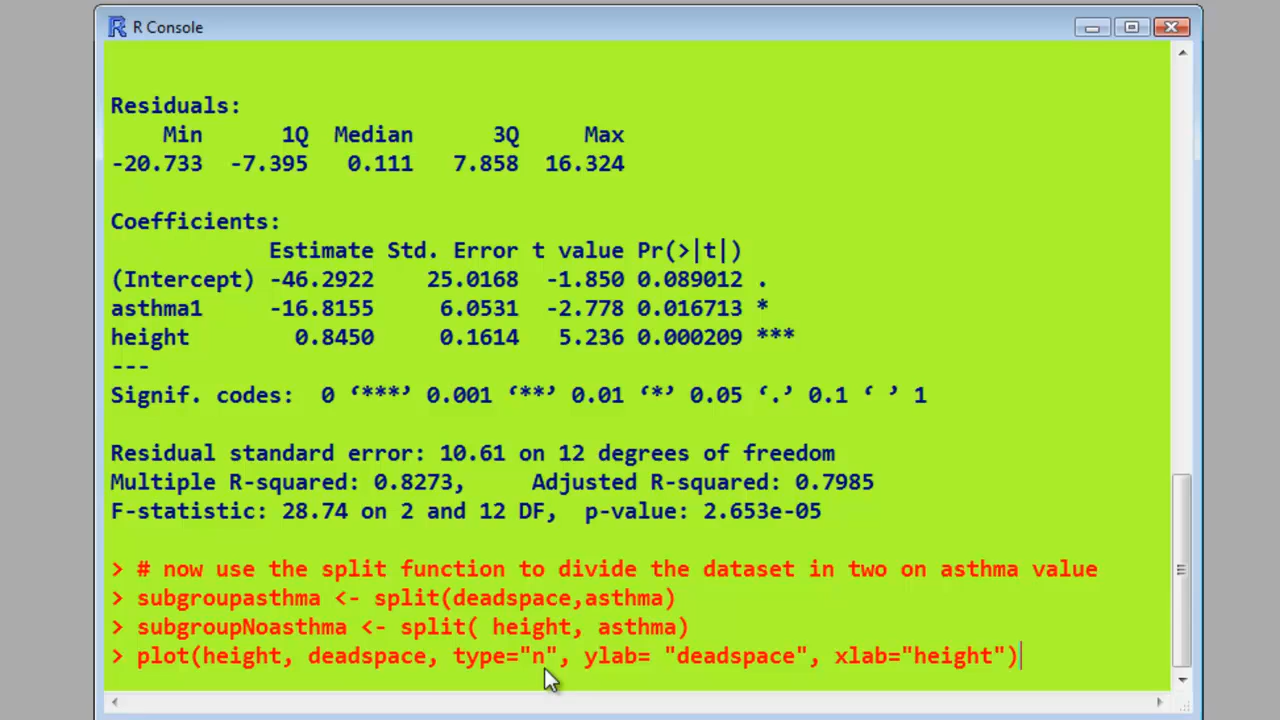 R Console
Residuals:
Min 1Q Median 3Q Max
-20.733 -7.395 0.111 7.858 16.324
Coefficients:
Estimate Std. Error t value Pr(>|t|)
(Intercept) -46.2922 25.0168 -1.850 0.089012 .
asthma1 -16.8155 6.0531 -2.778 0.016713 *
height 0.8450 0.1614 5.236 0.000209 ***
---
Signif. codes: 0 ‘***’ 0.001 ‘**’ 0.01 ‘*’ 0.05 ‘.’ 0.1 ‘ ’ 1
Residual standard error: 10.61 on 12 degrees of freedom
Multiple R-squared: 0.8273, Adjusted R-squared: 0.7985
F-statistic: 28.74 on 2 and 12 DF, p-value: 2.653e-05
> # now use the split function to divide the dataset in two on asthma value
> subgroupasthma <- split(deadspace,asthma)
> subgroupNoasthma <- split( height, asthma)
> plot(height, deadspace, type="n", ylab= "deadspace", xlab="height")